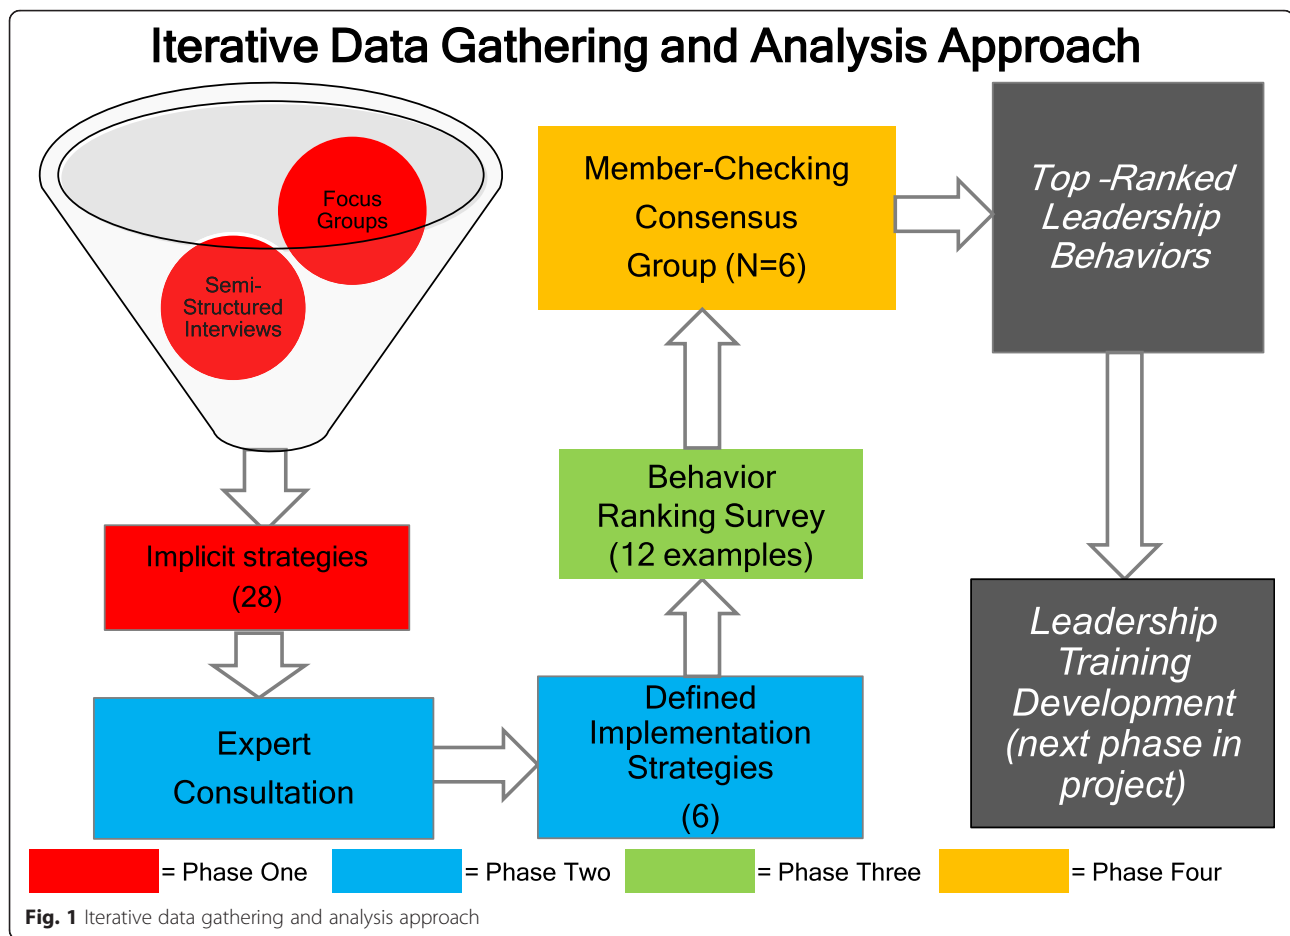 Iterative Data Gathering and Analysis Approach
Focus
Groups
Semi-
Structured
Interviews
Implicit strategies
(28)
Expert
Consultation
Defined
Implementation
Strategies
(6)
Behavior
Ranking Survey
(12 examples)
Member-Checking
Consensus
Group (N=6)
Top -Ranked
Leadership
Behaviors
Leadership
Training
Development
(next phase in
project)
= Phase One
= Phase Two
= Phase Three
= Phase Four
Fig. 1 Iterative data gathering and analysis approach